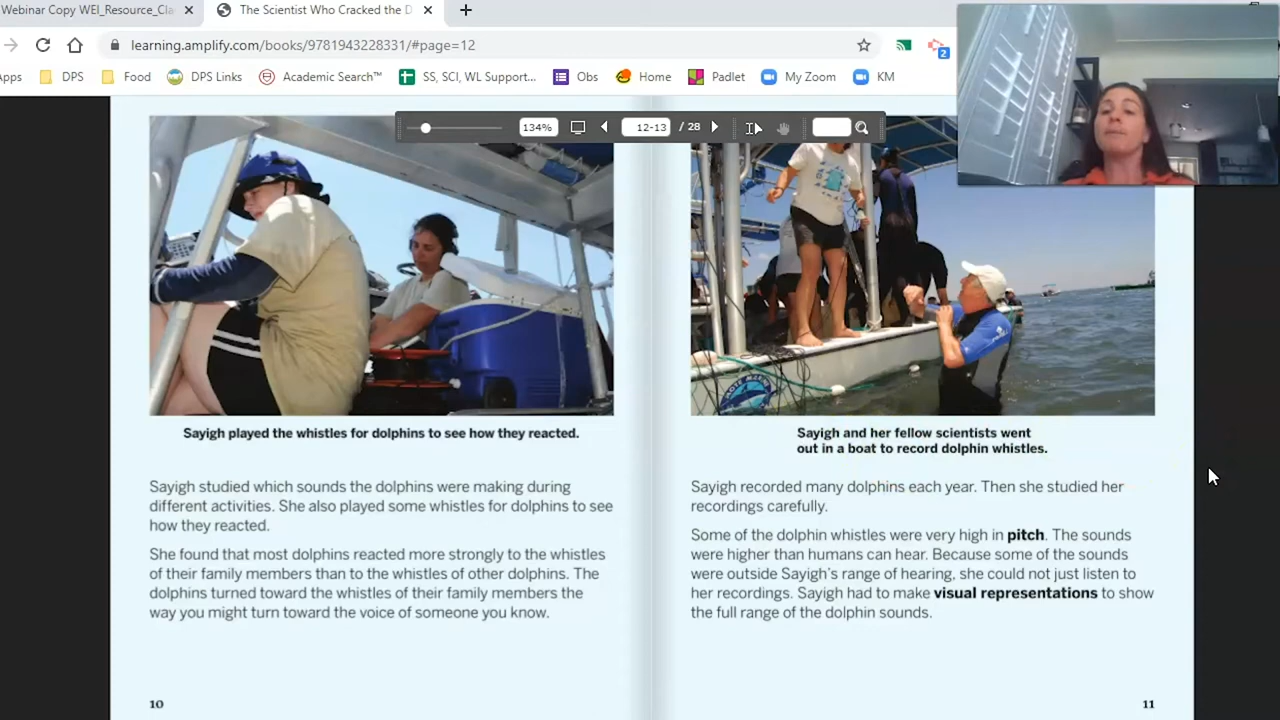 Webinar Copy WEI_Resource_Cla
The Scientist Who Cracked the D
learning.amplify.com/books/9781943228331/#page=12
2
Apps
DPS
Food
DPS Links
Academic Search™
SS, SCI, WL Support...
Obs
Home
Padlet
My Zoom
KM
134%
12-13 / 28
Sayigh played the whistles for dolphins to see how they reacted.
Sayigh studied which sounds the dolphins were making during
different activities. She also played some whistles for dolphins to see
how they reacted.
She found that most dolphins reacted more strongly to the whistles
of their family members than to the whistles of other dolphins. The
dolphins turned toward the whistles of their family members the
way you might turn toward the voice of someone you know.
10
Sayigh and her fellow scientists went
out in a boat to record dolphin whistles.
Sayigh recorded many dolphins each year. Then she studied her
recordings carefully.
Some of the dolphin whistles were very high in pitch. The sounds
were higher than humans can hear. Because some of the sounds
were outside Sayigh's range of hearing, she could not just listen to
her recordings. Sayigh had to make visual representations to show
the full range of the dolphin sounds.
11